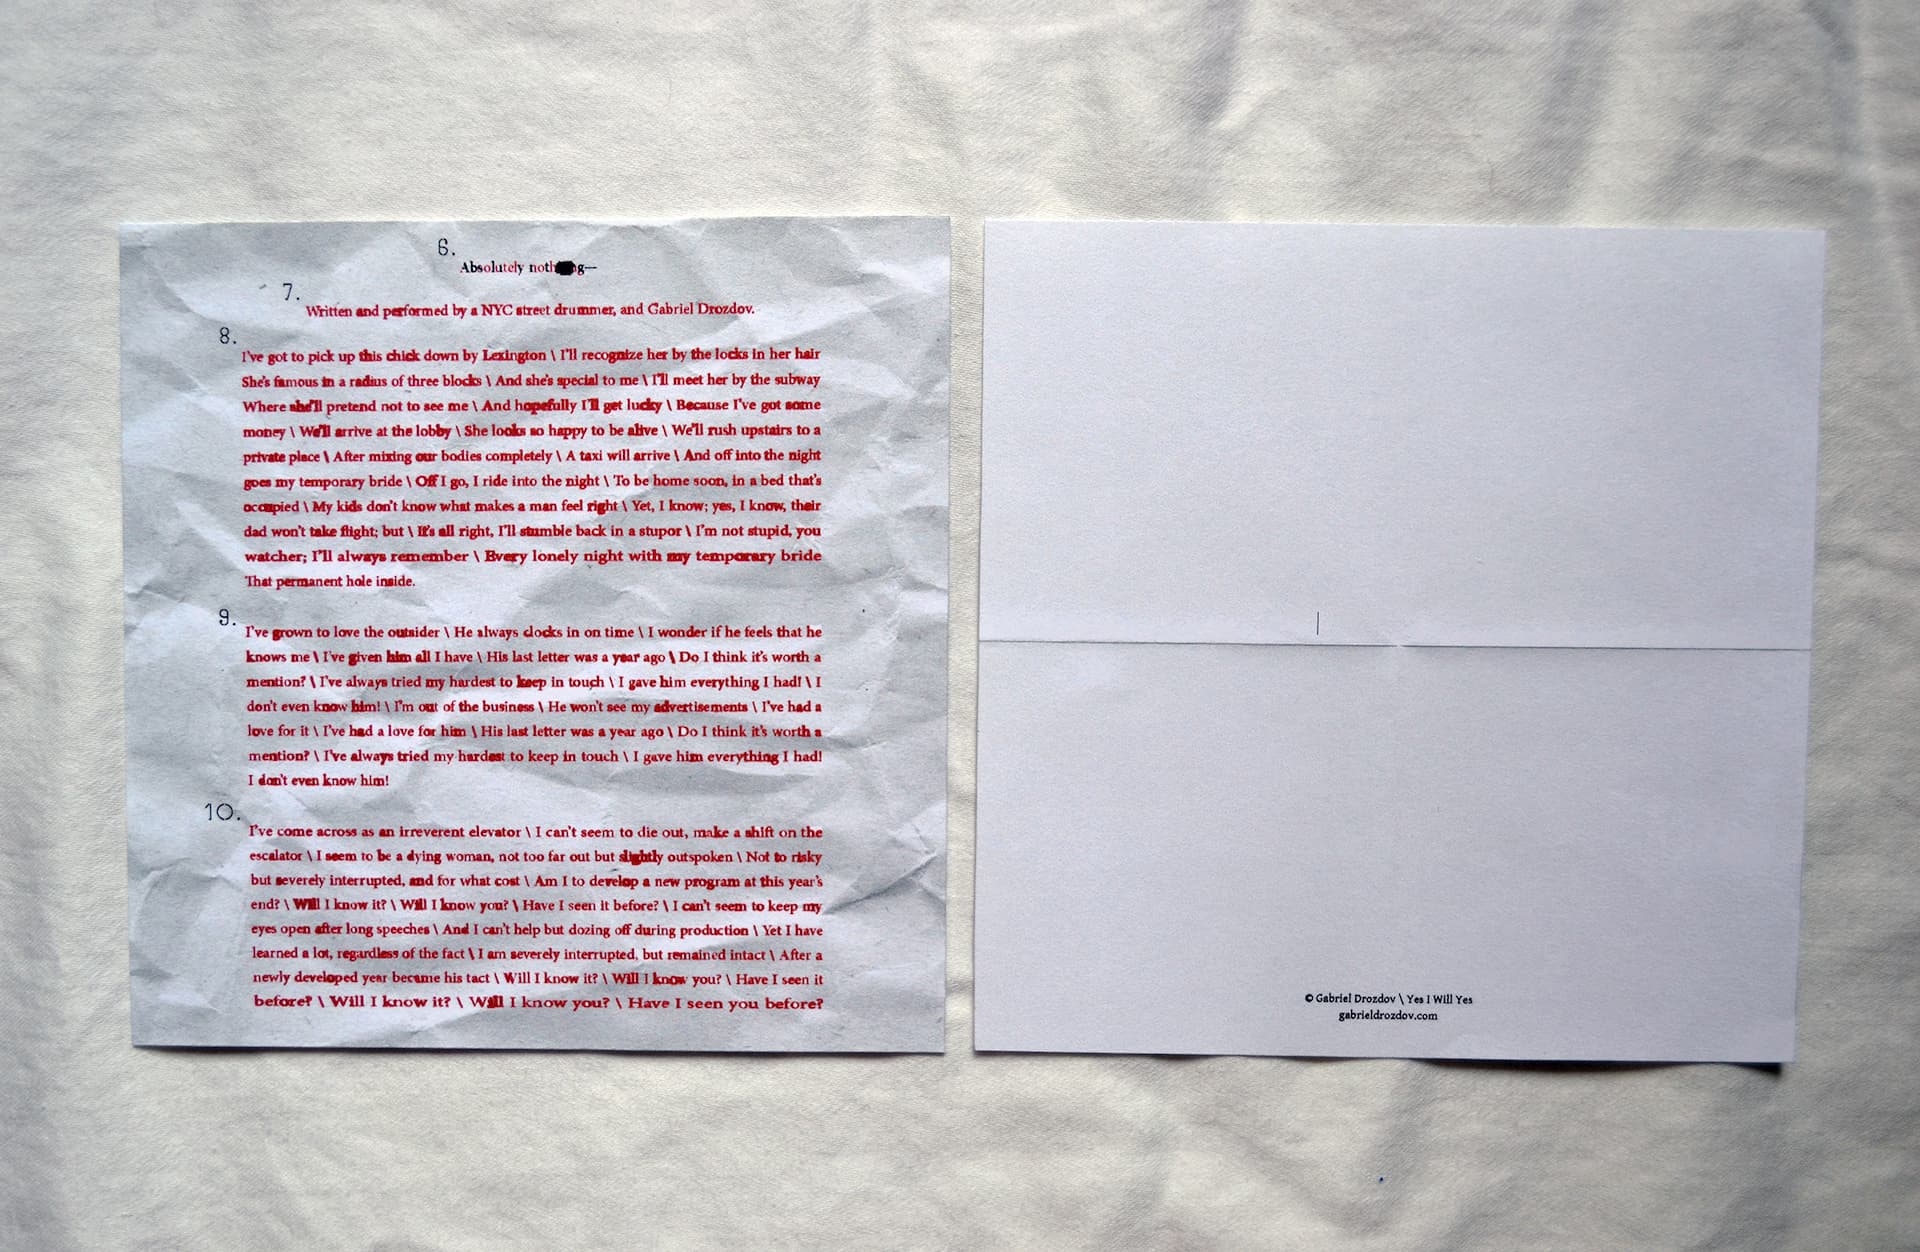 6.
Absolutely noth g—
7.
Written and performed by a NYC street drummer, and Gabriel Drozdov.
8.
I've got to pick up this chick down by Lexington \ I'll recognize her by the locks in her hair
She's famous in a radius of three blocks \ And she's special to me \ I'll meet her by the subway
Where she'll pretend not to see me \ And hopefully I'll get lucky \ Because I've got some
money \ We'll arrive at the lobby \ She looks so happy to be alive \ We'll rush upstairs to a
private place \ After mixing our bodies completely \ A taxi will arrive \ And off into the night
goes my temporary bride \ Off I go, I ride into the night \ To be home soon, in a bed that's
occupied \ My kids don't know what makes a man feel right \ Yet, I know; yes, I know, their
dad won't take flight; but \ It's all right, I'll stumble back in a stupor \ I'm not stupid, you
watcher; I'll always remember \ Every lonely night with my temporary bride
That permanent hole inside.
9.
I've grown to love the outsider \ He always clocks in on time \ I wonder if he feels that he
knows me \ I've given him all I have \ His last letter was a year ago \ Do I think it's worth a
mention? \ I've always tried my hardest to keep in touch \ I gave him everything I had! \ I
don't even know him! \ I'm out of the business \ He won't see my advertisements \ I've had a
love for it \ I've had a love for him \ His last letter was a year ago \ Do I think it's worth a
mention? \ I've always tried my hardest to keep in touch \ I gave him everything I had!
I don't even know him!
10.
I've come across as an irreverent elevator \ I can't seem to die out, make a shift on the
escalator \ I seem to be a dying woman, not too far out but slightly outspoken \ Not to risky
but severely interrupted, and for what cost \ Am I to develop a new program at this year's
end? \ Will I know it? \ Will I know you? \ Have I seen it before? \ I can't seem to keep my
eyes open after long speeches \ And I can't help but dozing off during production \ Yet I have
learned a lot, regardless of the fact \ I am severely interrupted, but remained intact \ After a
newly developed year became his tact \ Will I know it? \ Will I know you? \ Have I seen it
before? \ Will I know it? \ Will I know you? \ Have I seen you before?
|
© Gabriel Drozdov \ Yes I Will Yes
gabrieldrozdov.com